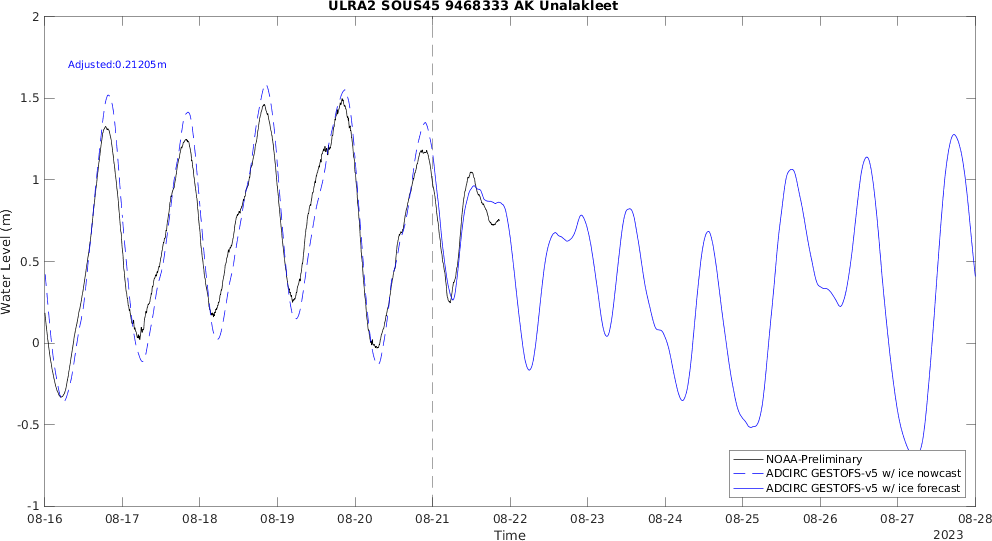 ULRA2 SOUS45 9468333 AK Unalakleet
2
Adjusted:0.21205m
1.5
1
0.5
0
-0.5
-1
Water Level (m)
NOAA-Preliminary
ADCIRC GESTOFS-v5 w/ ice nowcast
ADCIRC GESTOFS-v5 w/ ice forecast
08-16 08-17 08-18 08-19 08-20 08-21 08-22 08-23 08-24 08-25 08-26 08-27 08-28
Time
2023